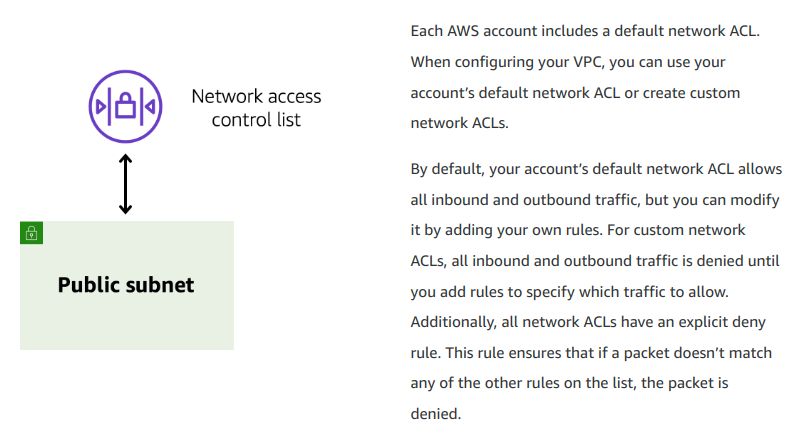 Network access
control list
Public subnet
Each AWS account includes a default network ACL.
When configuring your VPC, you can use your
account’s default network ACL or create custom
network ACLs.
By default, your account’s default network ACL allows
all inbound and outbound traffic, but you can modify
it by adding your own rules. For custom network
ACLs, all inbound and outbound traffic is denied until
you add rules to specify which traffic to allow.
Additionally, all network ACLs have an explicit deny
rule. This rule ensures that if a packet doesn’t match
any of the other rules on the list, the packet is
denied.